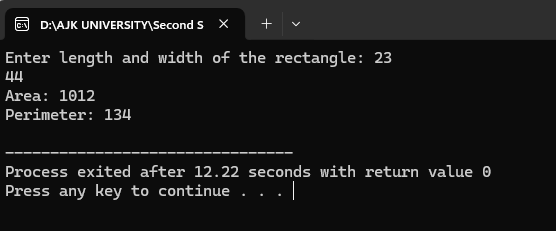 D:\AJK UNIVERSITY\Second S
Enter length and width of the rectangle: 23
44
Area: 1012
Perimeter: 134
--------------------------------
Process exited after 12.22 seconds with return value 0
Press any key to continue . . .